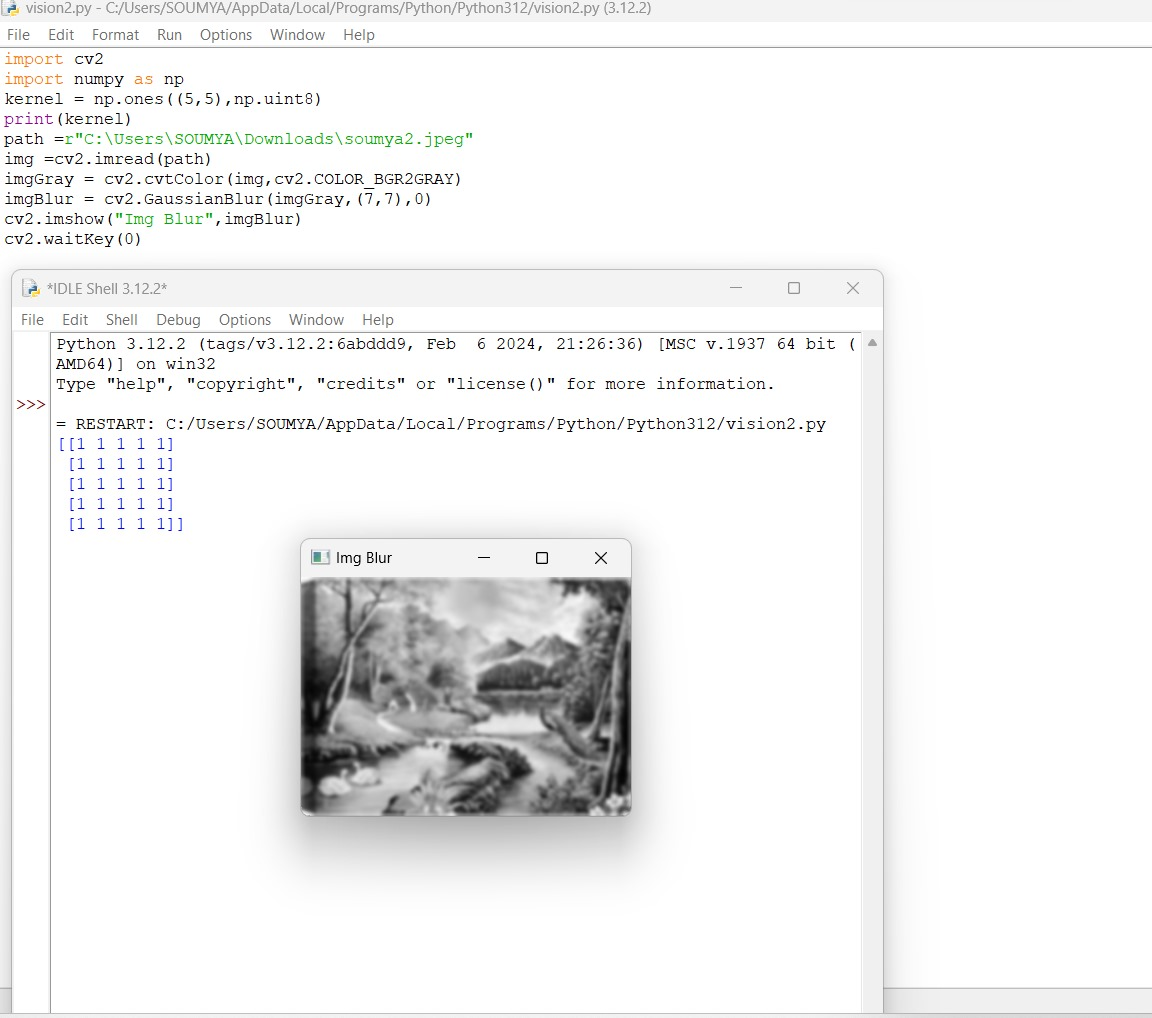 vision2.py - C:/Users/SOUMYA/AppData/Local/Programs/Python/Python312/vision2.py (3.12.2)
File Edit Format Run Options Window Help
import cv2
import numpy as np
kernel = np.ones((5,5),np.uint8)
print(kernel)
path =r"C:\Users\SOUMYA\Downloads\soumya2.jpeg"
img =cv2.imread(path)
imgGray = cv2.cvtColor(img,cv2.COLOR_BGR2GRAY)
imgBlur = cv2.GaussianBlur(imgGray,(7,7),0)
cv2.imshow("Img Blur",imgBlur)
cv2.waitKey(0)
*IDLE Shell 3.12.2*
File Edit Shell Debug Options Window Help
Python 3.12.2 (tags/v3.12.2:6abddd9, Feb  6 2024, 21:26:36) [MSC v.1937 64 bit (
AMD64)] on win32
Type "help", "copyright", "credits" or "license()" for more information.
>>>
= RESTART: C:/Users/SOUMYA/AppData/Local/Programs/Python/Python312/vision2.py
[[1 1 1 1 1]
 [1 1 1 1 1]
 [1 1 1 1 1]
 [1 1 1 1 1]
 [1 1 1 1 1]]
Img Blur